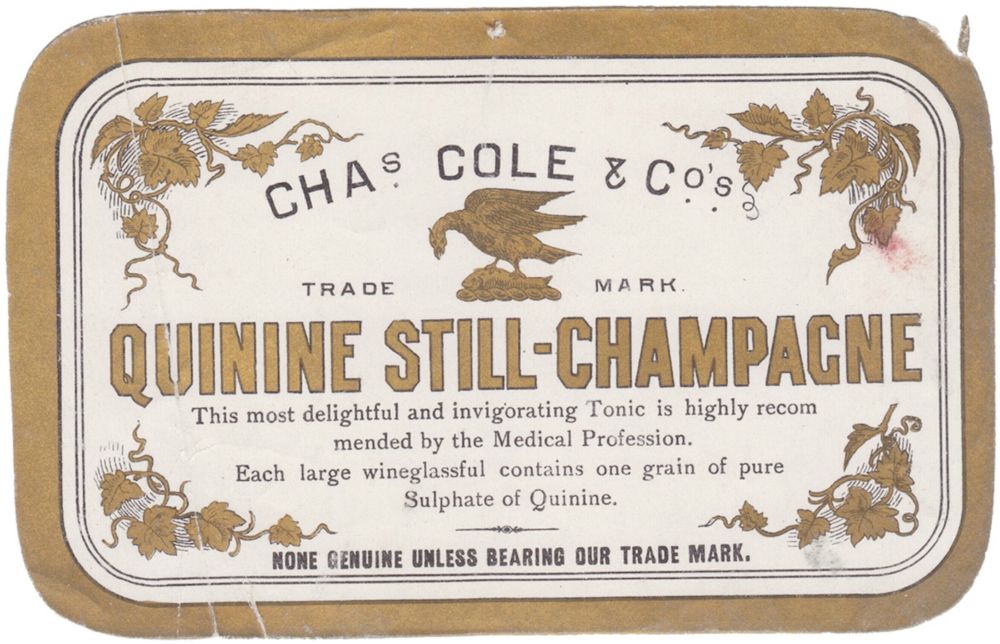 CHAs. COLE & Co's.
TRADE MARK.
QUININE STILL-CHAMPAGNE
This most delightful and invigorating Tonic is highly recom
mended by the Medical Profession.
Each large wineglassful contains one grain of pure
Sulphate of Quinine.
NONE GENUINE UNLESS BEARING OUR TRADE MARK.